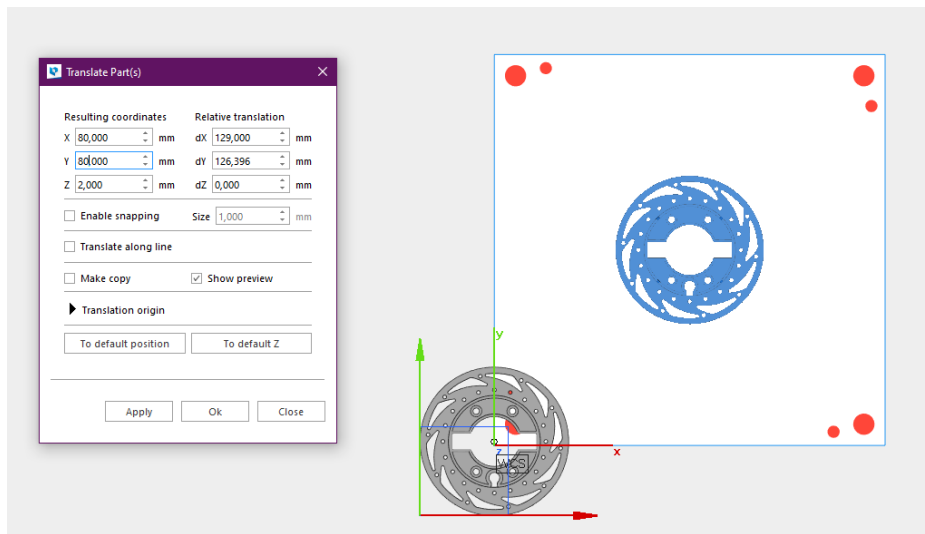 Translate Part(s)
Resulting coordinates Relative translation
X 80,000 mm dX 129,000 mm
Y 80,000 mm dY 126,396 mm
Z 2,000 mm dZ 0,000 mm
Enable snapping Size 1,000 mm
Translate along line
Make copy Show preview
Translation origin
To default position To default Z
Apply Ok Close
y
x
z
WCS